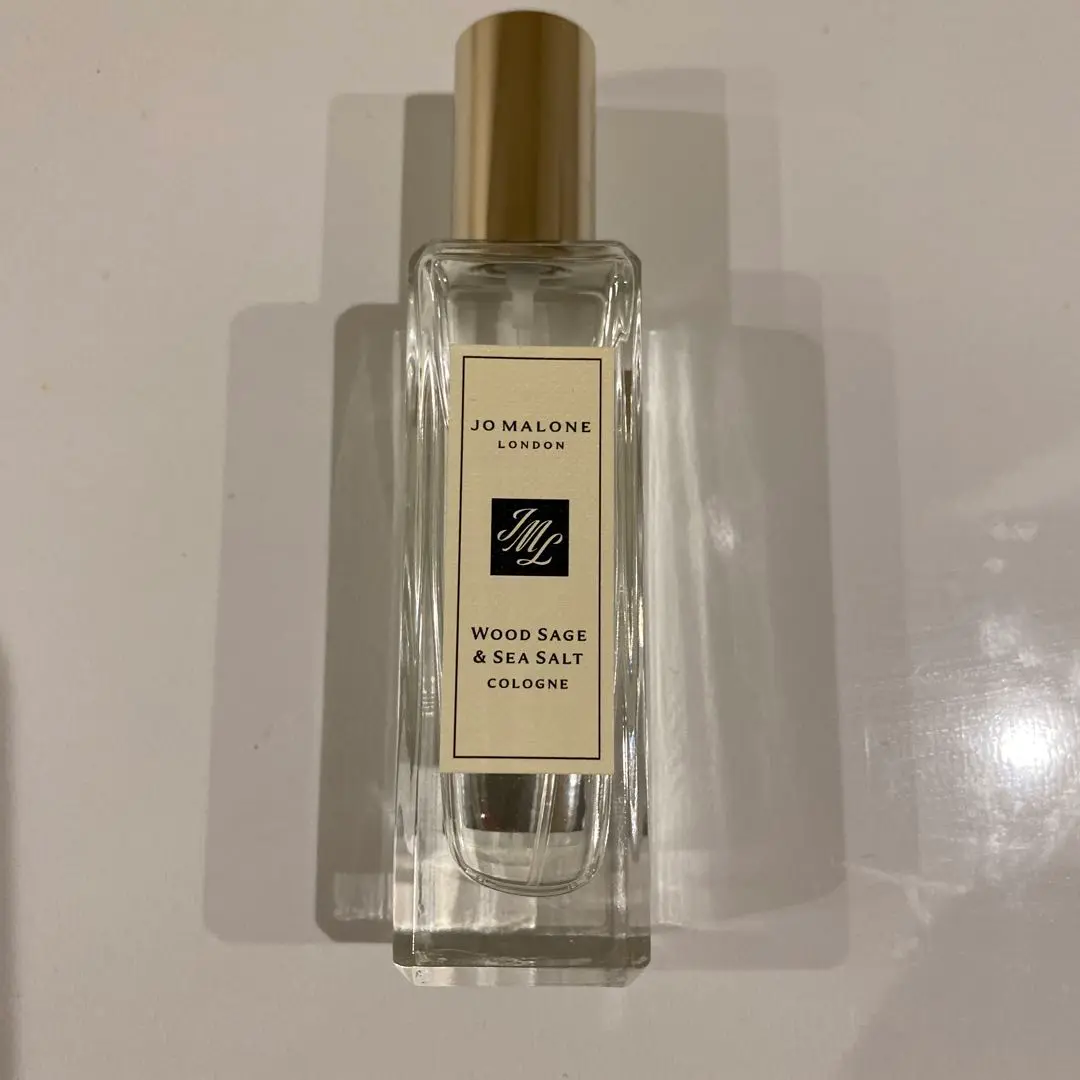 JO MALONE
LONDON
JML
WOOD SAGE
& SEA SALT
COLOGNE